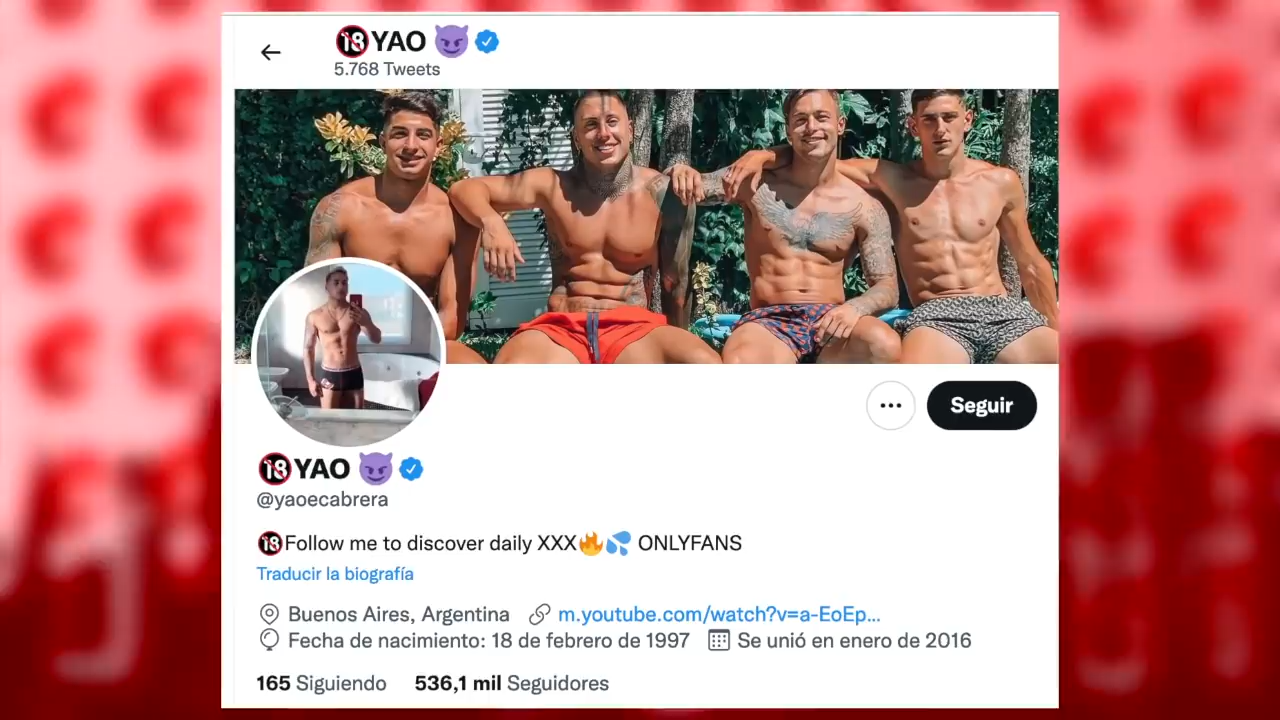 🔞YAO 😈
5.768 Tweets
Seguir
🔞YAO 😈
@yaoecabrera
🔞Follow me to discover daily XXX🔥💦 ONLYFANS
Traducir la biografía
Buenos Aires, Argentina m.youtube.com/watch?v=a-EoEp...
Fecha de nacimiento: 18 de febrero de 1997 Se unió en enero de 2016
165 Siguiendo 536,1 mil Seguidores